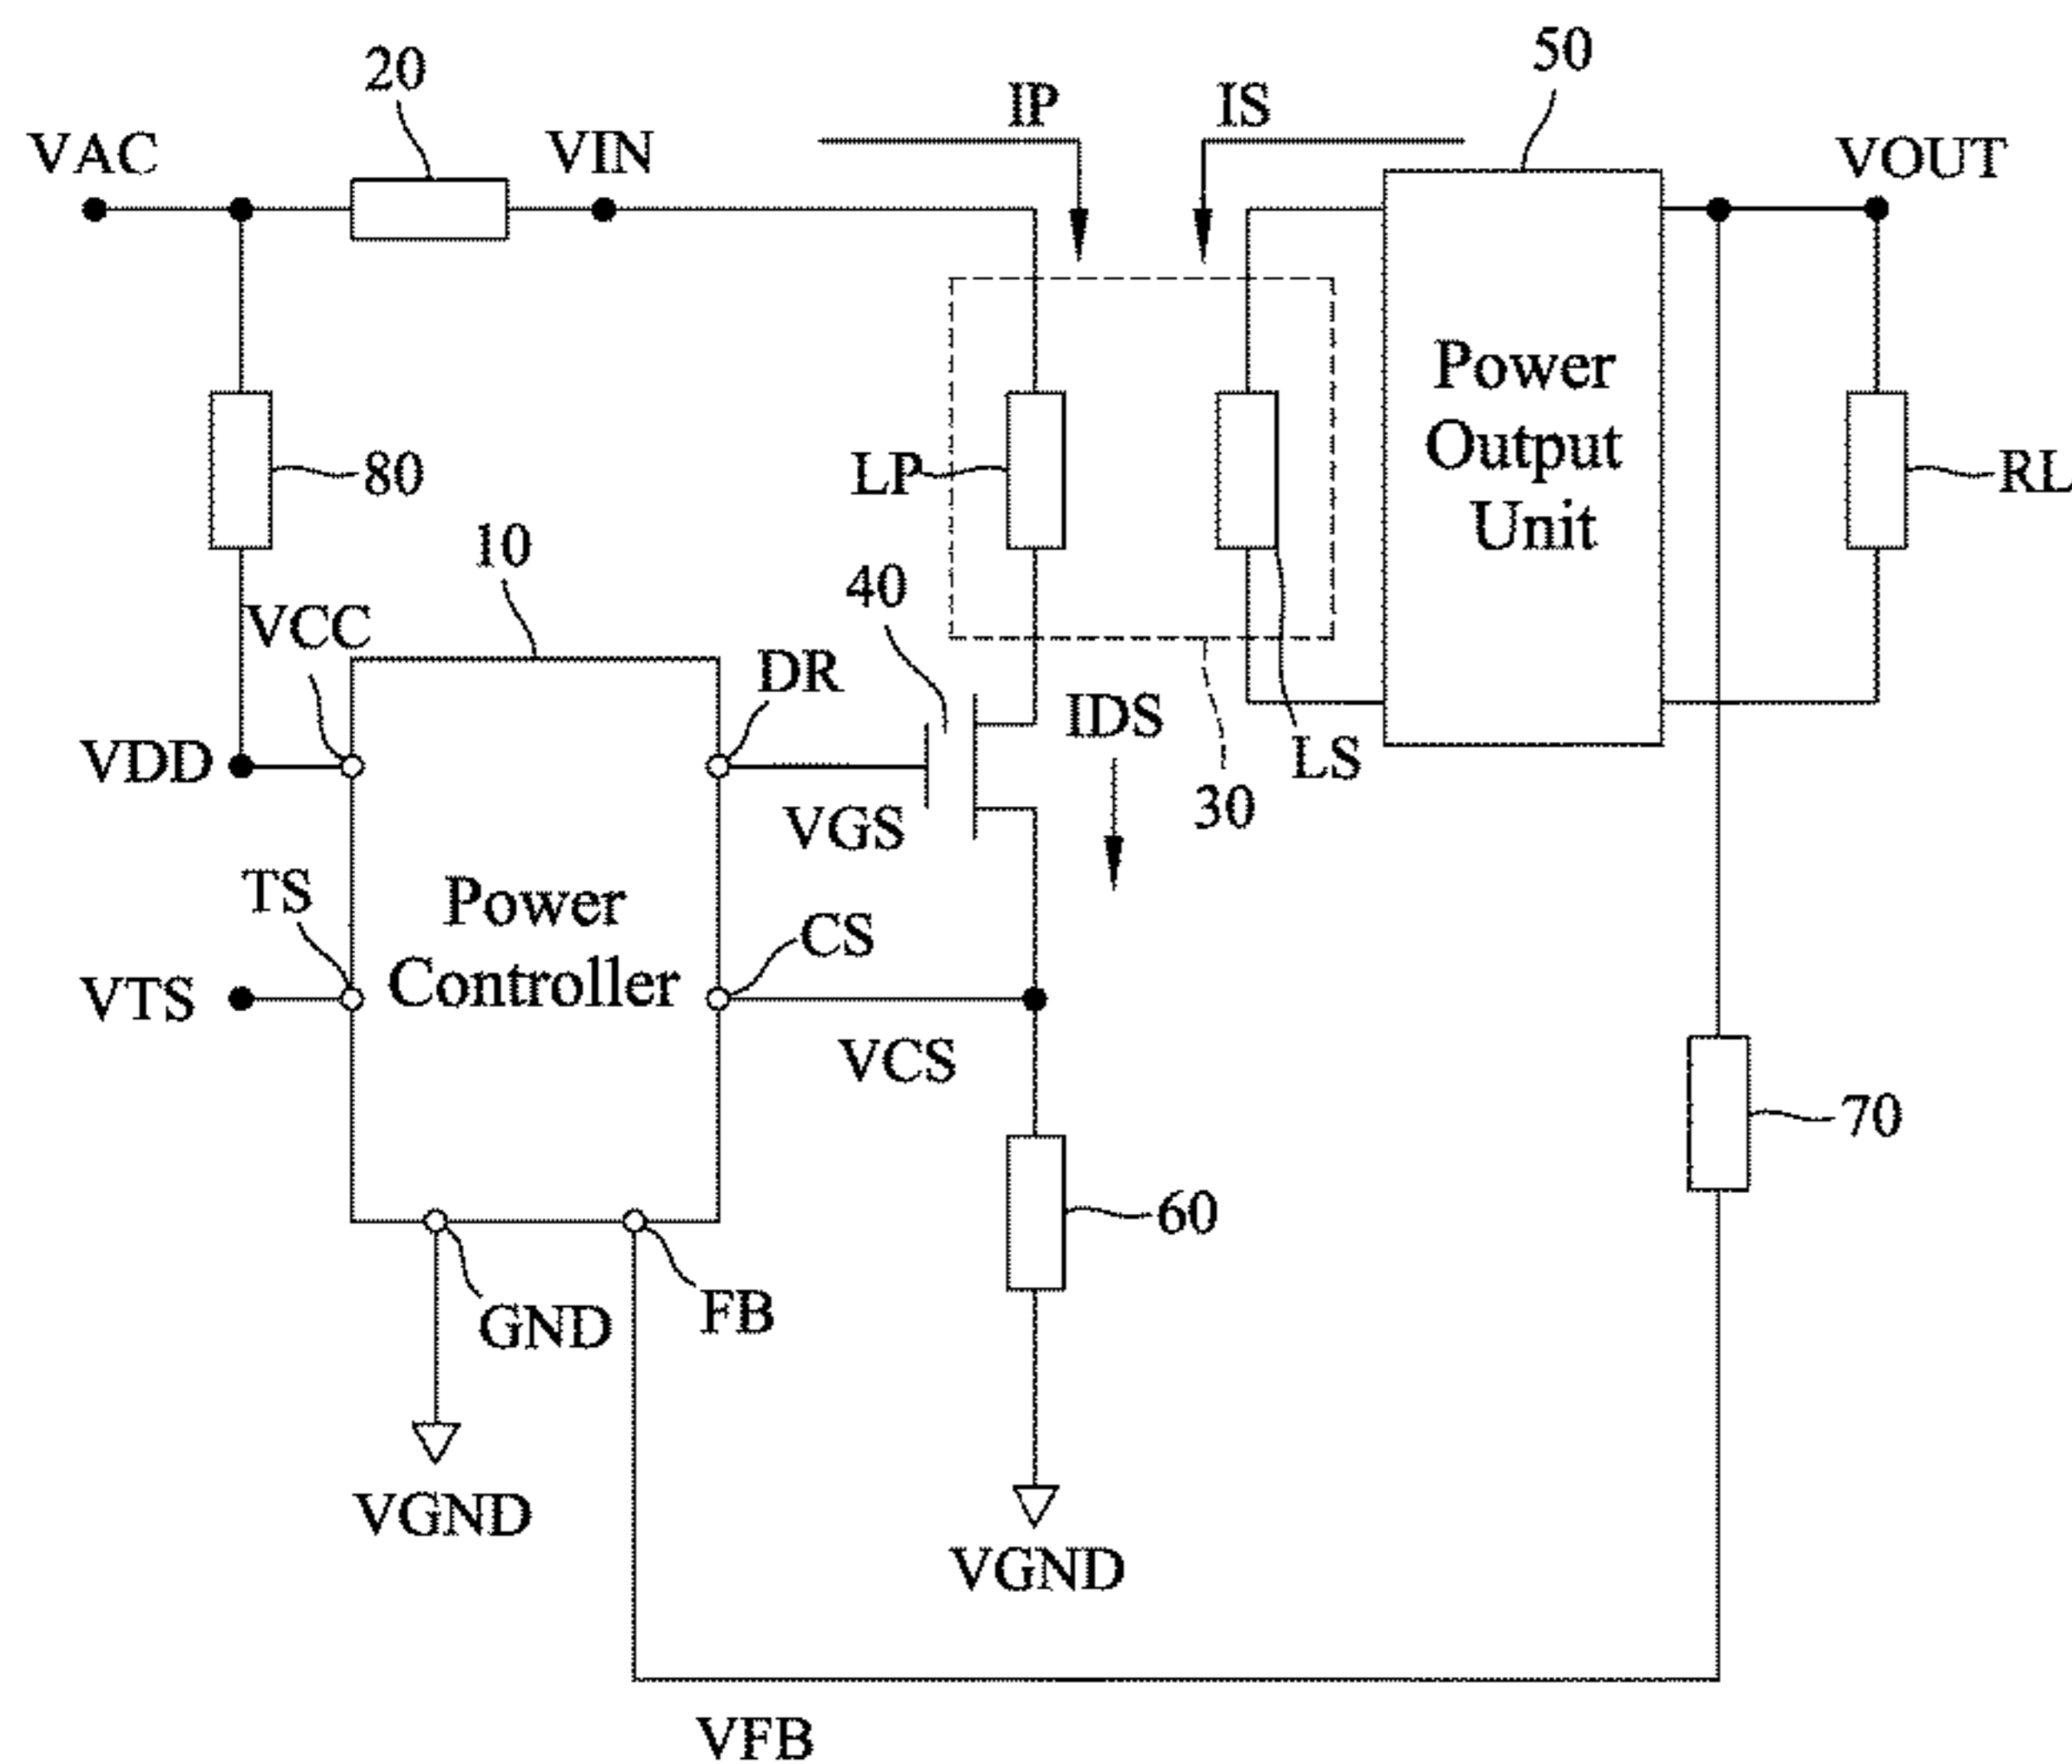 50
20
IP
IS
VAC
VIN
VOUT
Power
Output
Unit
80
LP
RL
10
40
VCC
DR
IDS
VDD
LS
30
VGS
TS
Power
Controller
CS
VTS
VCS
70
60
GND
FB
VGND
VGND
VFB